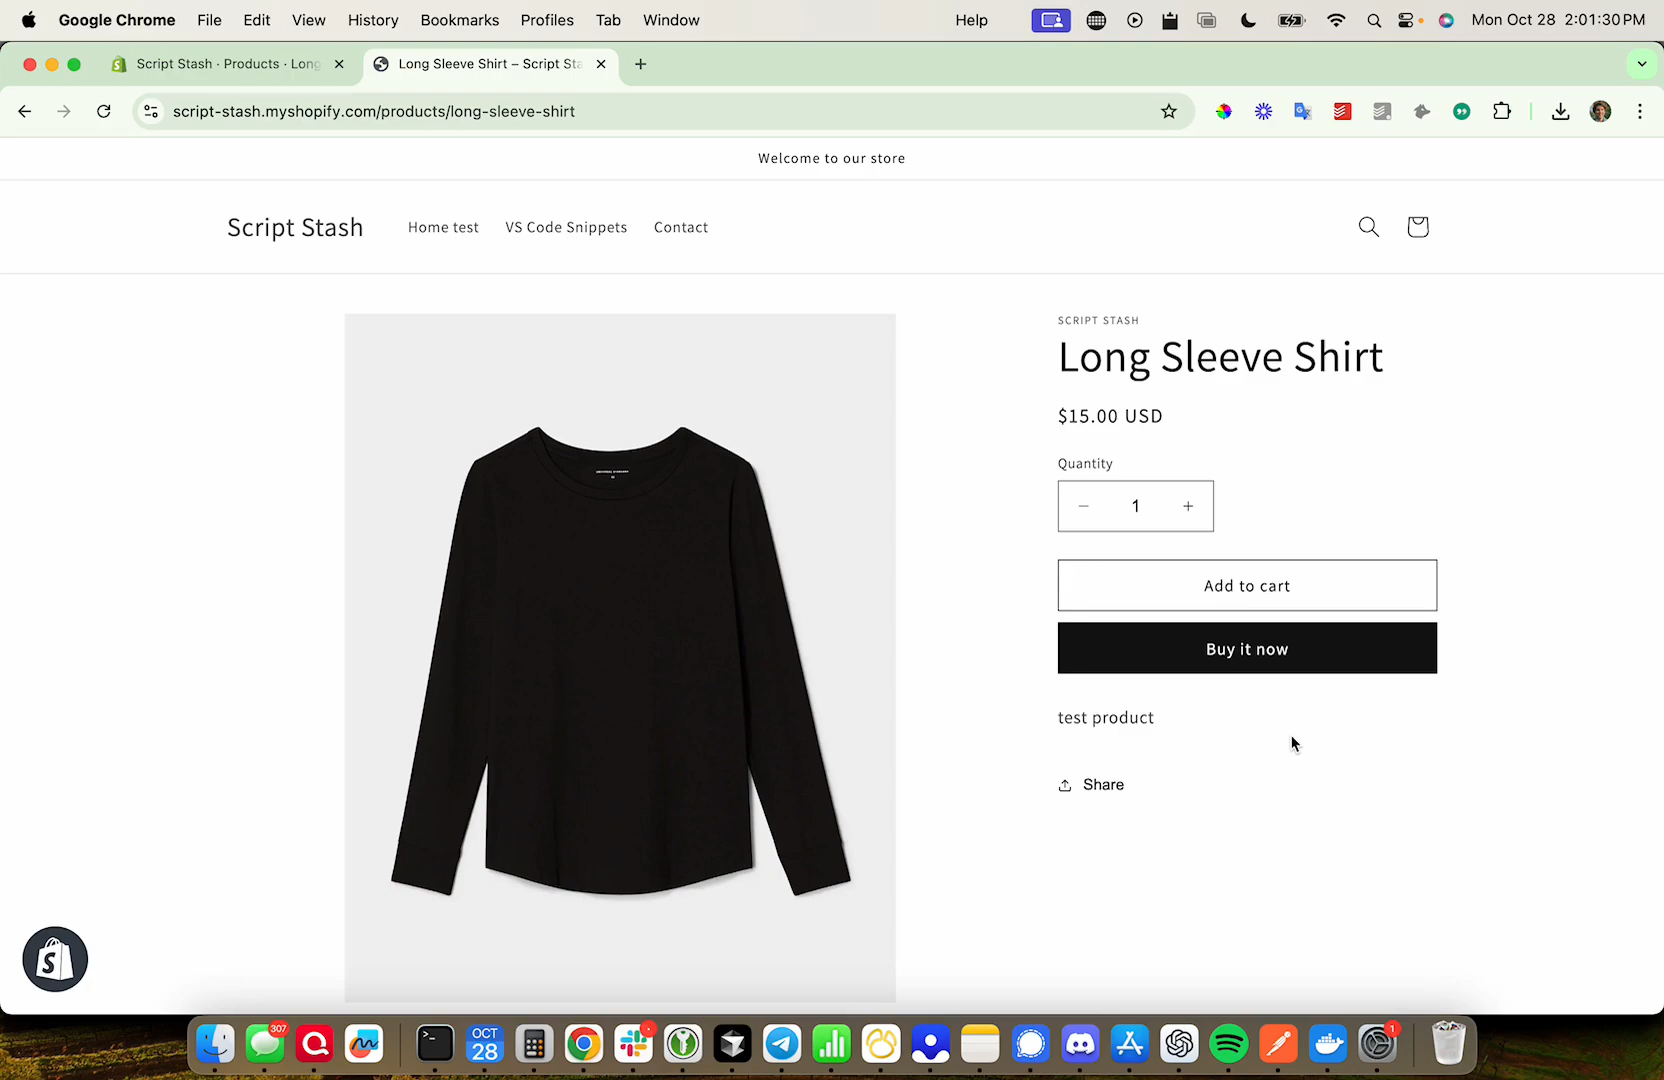 Google Chrome File Edit View History Bookmarks Profiles Tab Window Help Mon Oct 28 2:01:30 PM
Script Stash · Products · Long
Long Sleeve Shirt – Script Sta
script-stash.myshopify.com/products/long-sleeve-shirt
Welcome to our store
Script Stash Home test VS Code Snippets Contact
SCRIPT STASH
Long Sleeve Shirt
$15.00 USD
Quantity
− 1 +
Add to cart
Buy it now
test product
Share
307
OCT
28
1